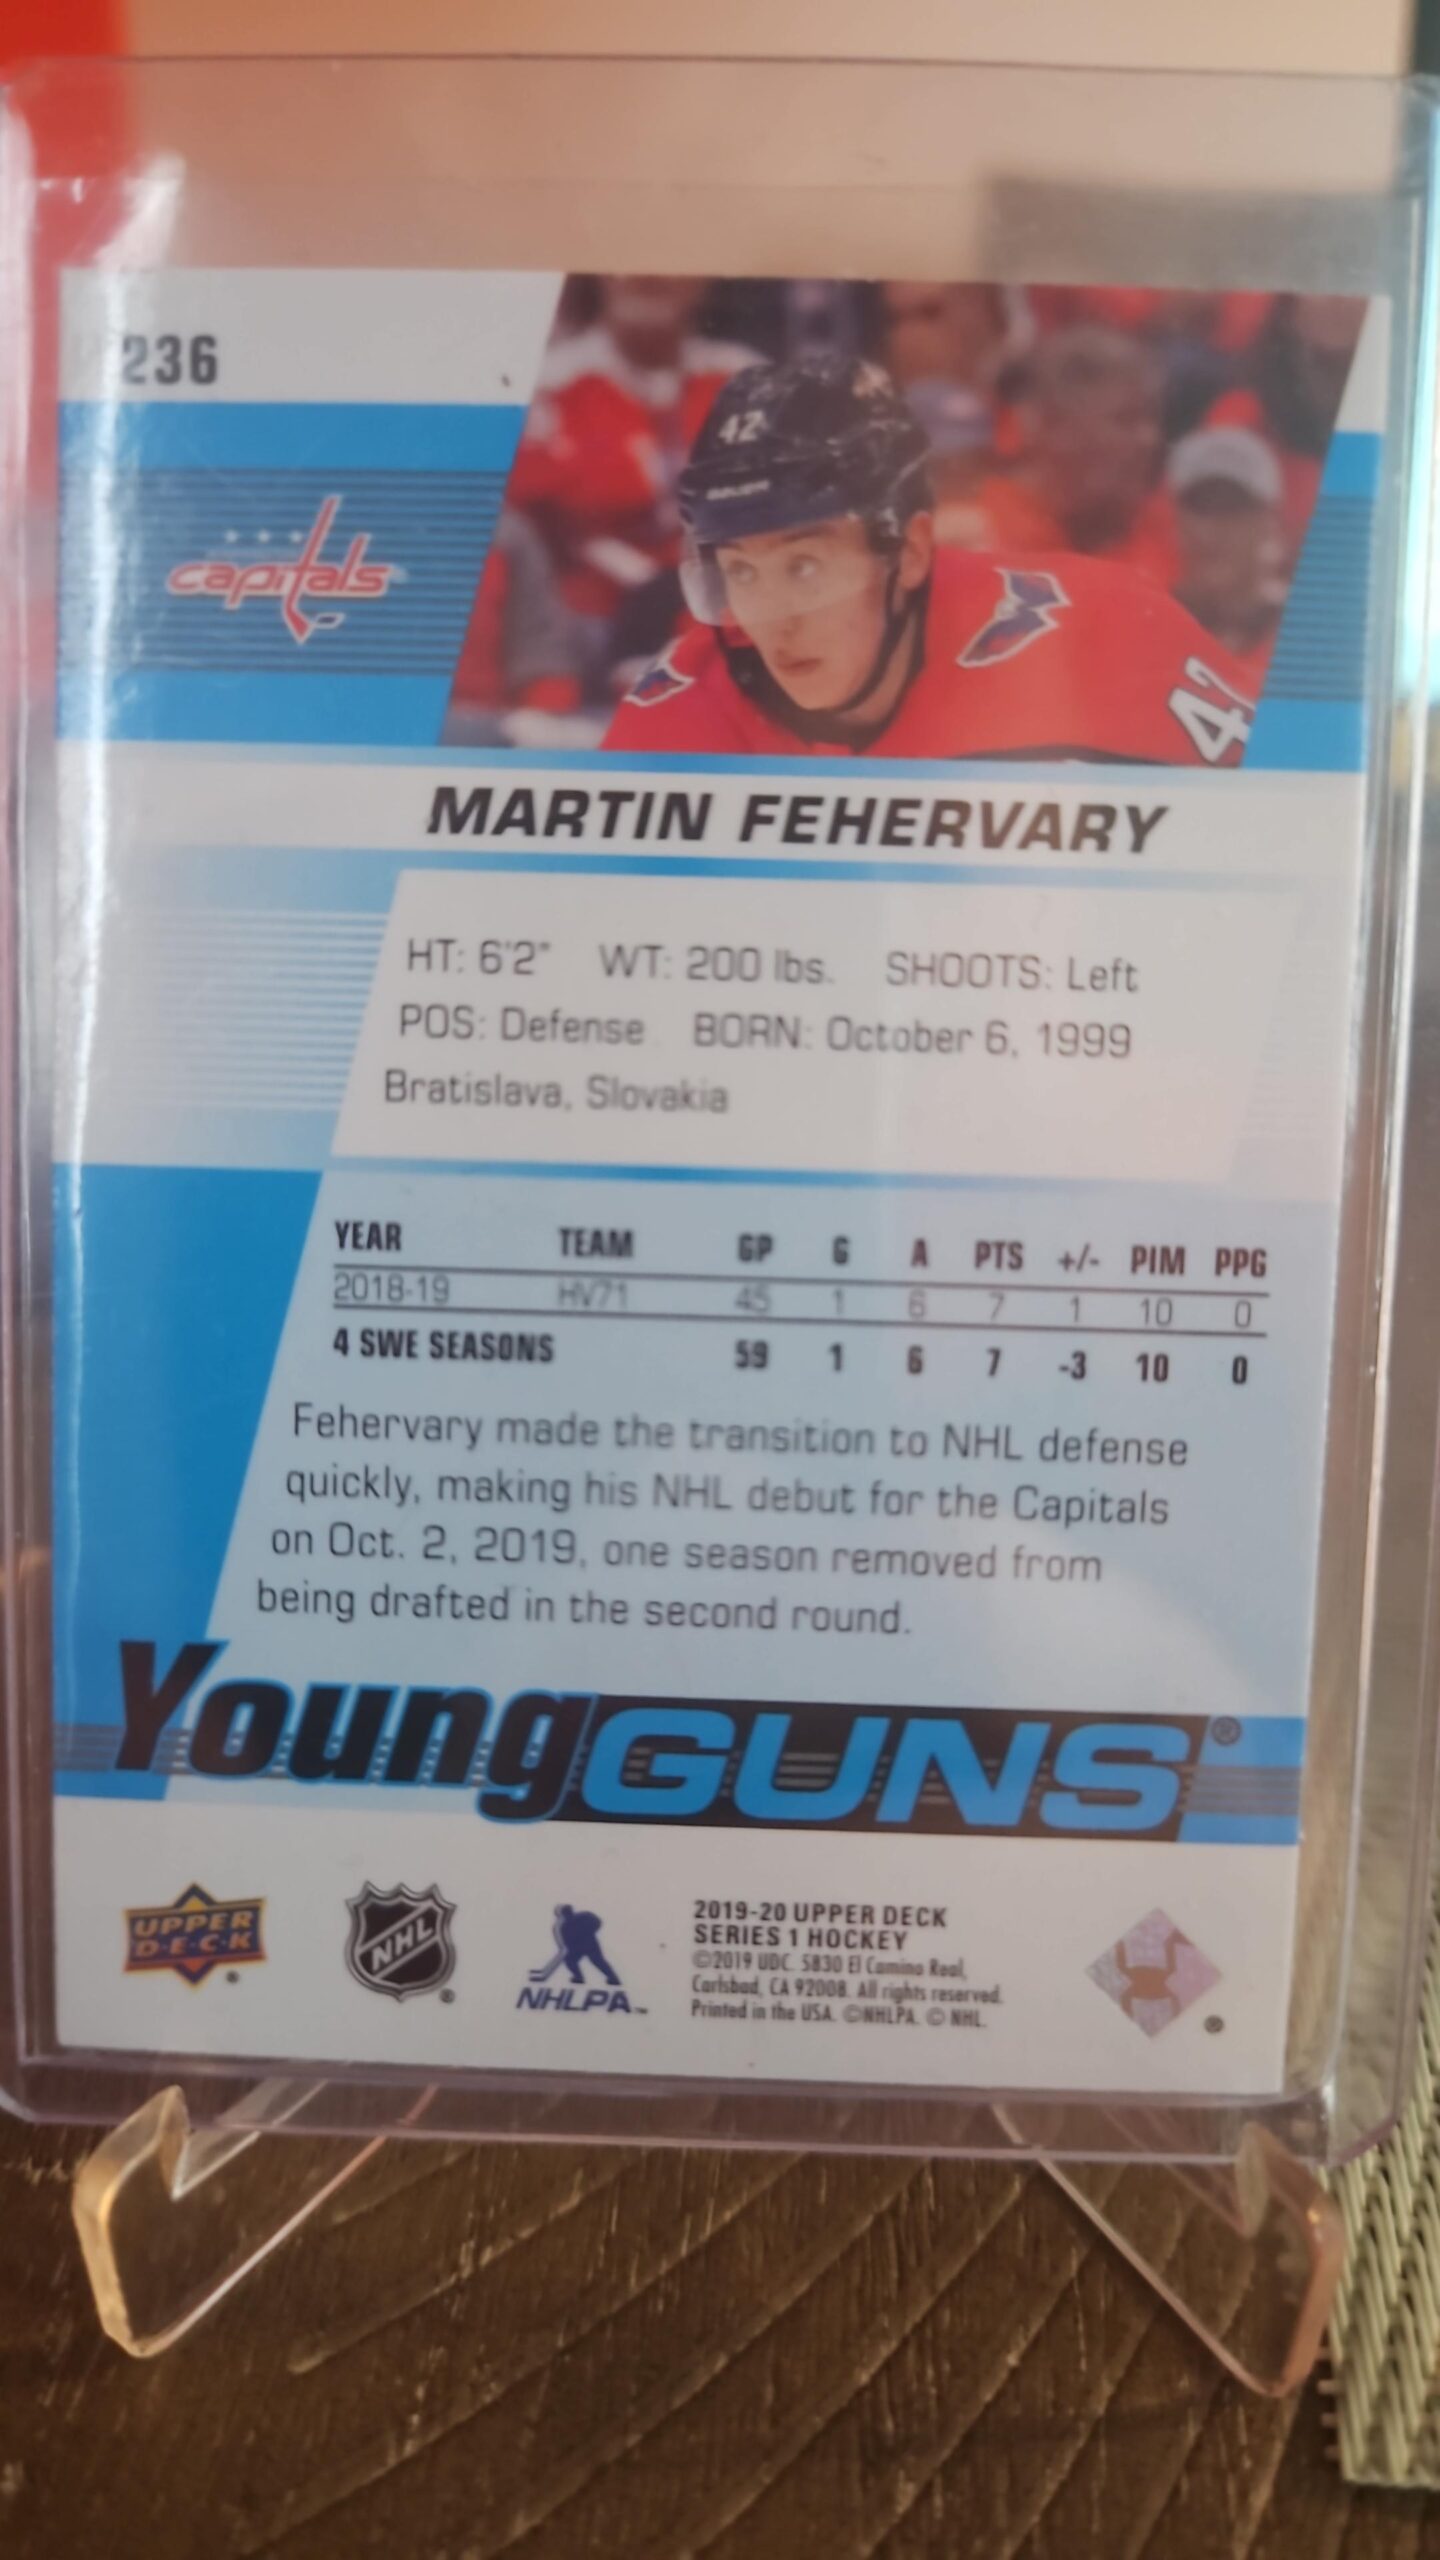 236
42
BAUER
capitals
42
MARTIN FEHERVARY
HT: 6'2" WT: 200 lbs. SHOOTS: Left
POS: Defense BORN: October 6, 1999
Bratislava, Slovakia
YEAR TEAM GP G A PTS +/- PIM PPG
2018-19 HV71 45 1 6 7 1 10 0
4 SWE SEASONS 59 1 6 7 -3 10 0
Fehervary made the transition to NHL defense
quickly, making his NHL debut for the Capitals
on Oct. 2, 2019, one season removed from
being drafted in the second round.
Young GUNS®
UPPER
D·E·C·K
NHL®
NHLPA™
2019-20 UPPER DECK
SERIES 1 HOCKEY
©2019 UDC. 5830 El Camino Real,
Carlsbad, CA 92008. All rights reserved.
Printed in the USA. ©NHLPA. © NHL.